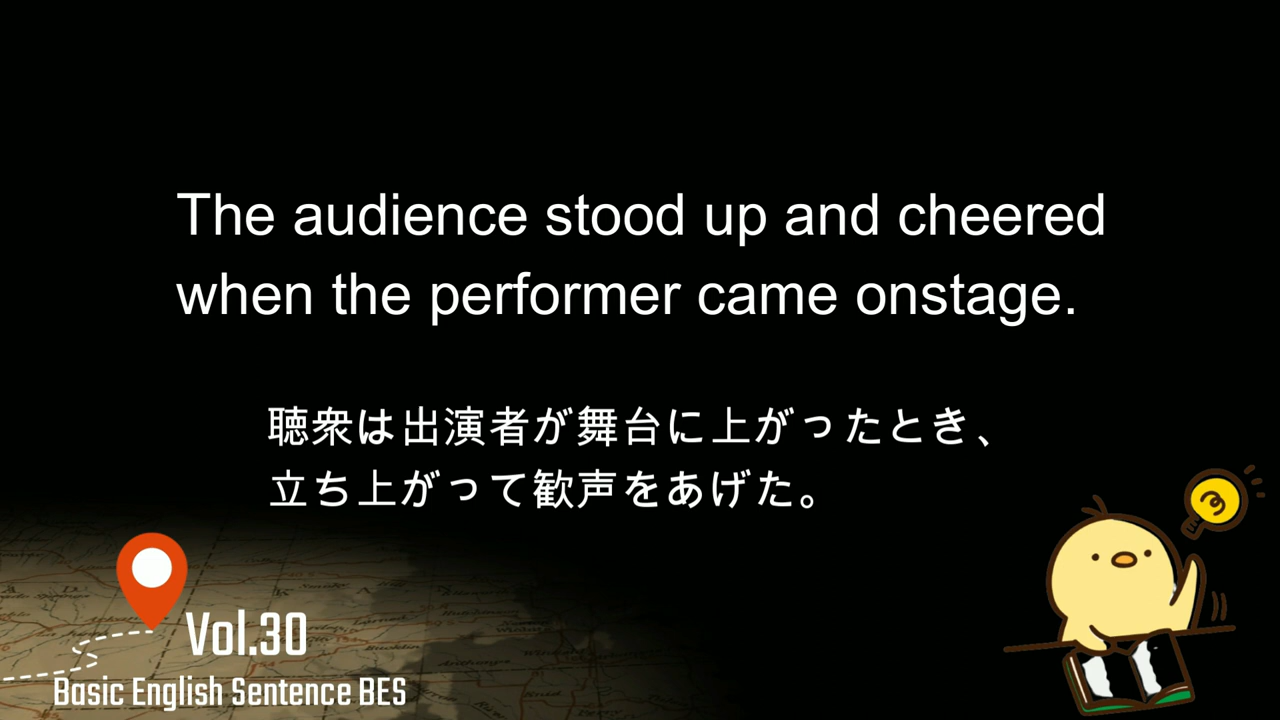 The audience stood up and cheered
when the performer came onstage.
聴衆は出演者が舞台に上がったとき、
立ち上がって歓声をあげた。
Vol.30
Basic English Sentence BES